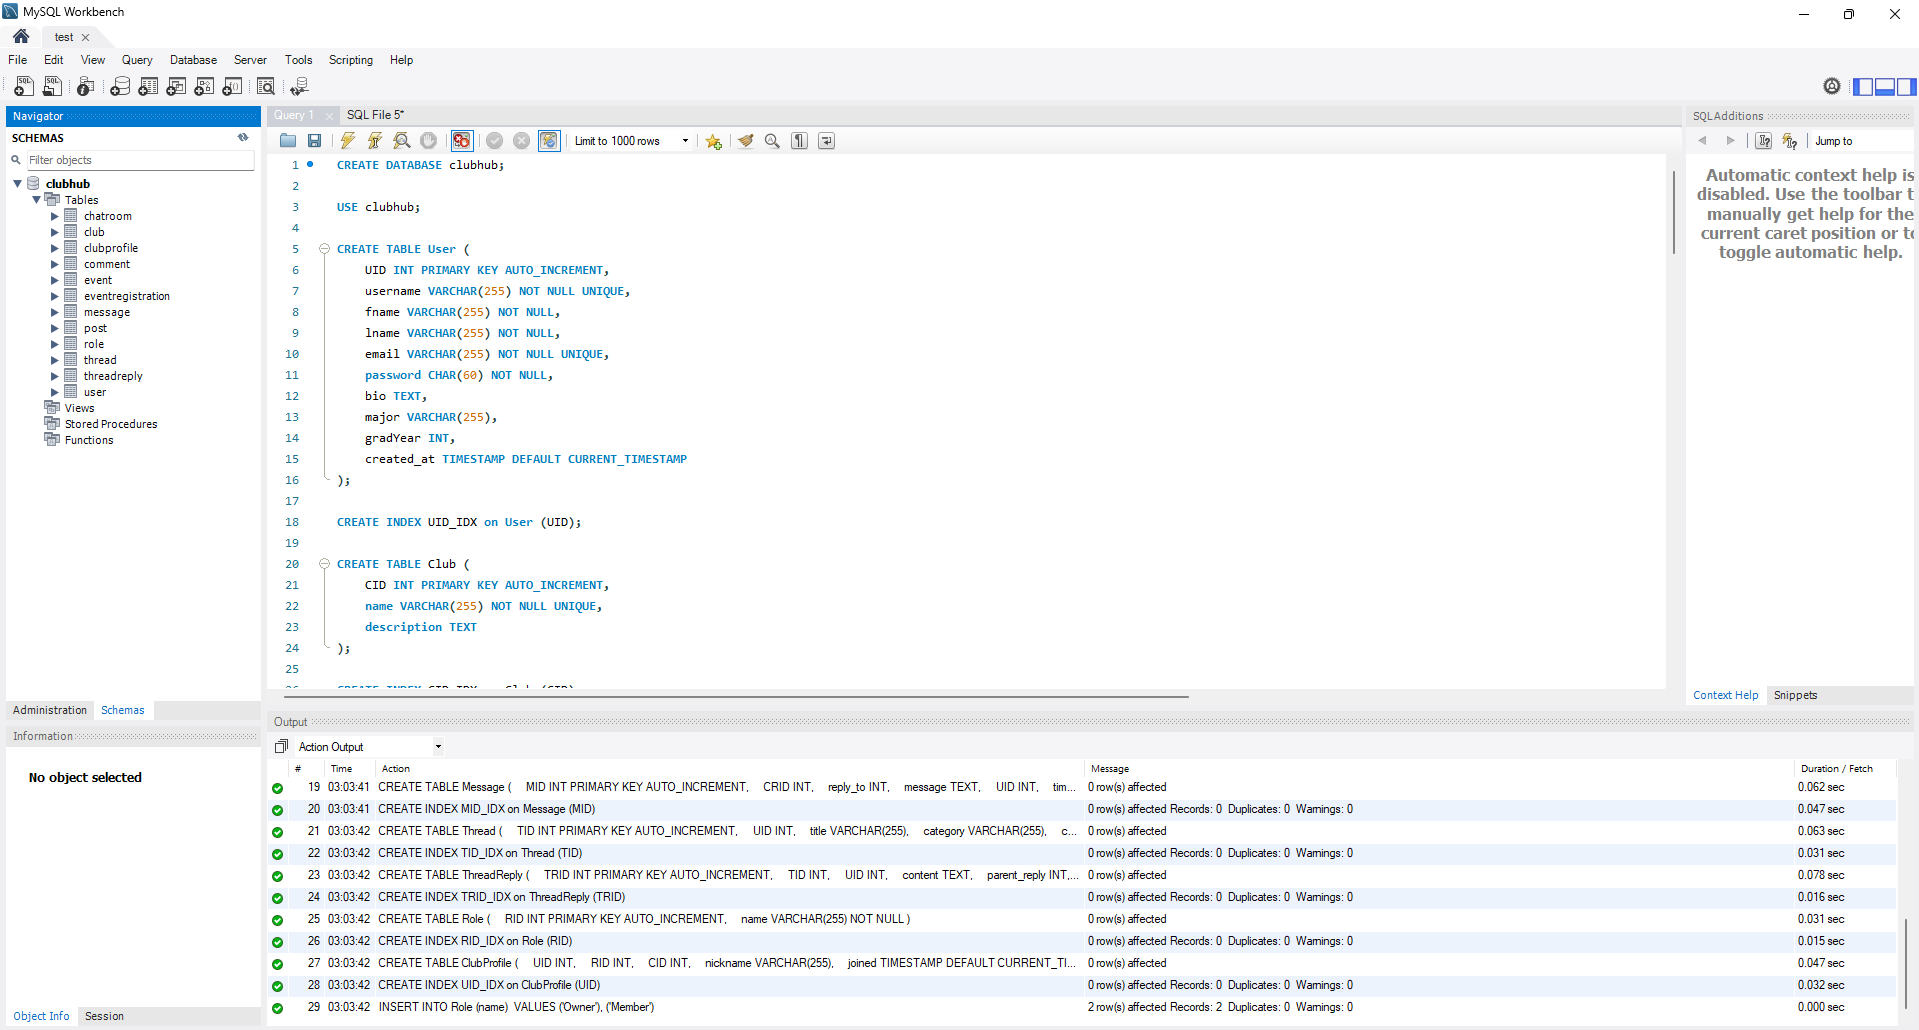 MySQL Workbench
test
File Edit View Query Database Server Tools Scripting Help
Navigator
SCHEMAS
Filter objects
clubhub
Tables
chatroom
club
clubprofile
comment
event
eventregistration
message
post
role
thread
threadreply
user
Views
Stored Procedures
Functions
Administration Schemas
Information
No object selected
Object Info Session
Query 1 SQL File 5*
Limit to 1000 rows
1 CREATE DATABASE clubhub;
2
3 USE clubhub;
4
5 CREATE TABLE User (
6 UID INT PRIMARY KEY AUTO_INCREMENT,
7 username VARCHAR(255) NOT NULL UNIQUE,
8 fname VARCHAR(255) NOT NULL,
9 lname VARCHAR(255) NOT NULL,
10 email VARCHAR(255) NOT NULL UNIQUE,
11 password CHAR(60) NOT NULL,
12 bio TEXT,
13 major VARCHAR(255),
14 gradYear INT,
15 created_at TIMESTAMP DEFAULT CURRENT_TIMESTAMP
16 );
17
18 CREATE INDEX UID_IDX on User (UID);
19
20 CREATE TABLE Club (
21 CID INT PRIMARY KEY AUTO_INCREMENT,
22 name VARCHAR(255) NOT NULL UNIQUE,
23 description TEXT
24 );
25
SQLAdditions
Jump to
Automatic context help is
disabled. Use the toolbar t
manually get help for the
current caret position or to
toggle automatic help.
Context Help Snippets
Output
Action Output
# Time Action Message Duration / Fetch
19 03:03:41 CREATE TABLE Message ( MID INT PRIMARY KEY AUTO_INCREMENT, CRID INT, reply_to INT, message TEXT, UID INT, tim... 0 row(s) affected 0.062 sec
20 03:03:41 CREATE INDEX MID_IDX on Message (MID) 0 row(s) affected Records: 0 Duplicates: 0 Warnings: 0 0.047 sec
21 03:03:42 CREATE TABLE Thread ( TID INT PRIMARY KEY AUTO_INCREMENT, UID INT, title VARCHAR(255), category VARCHAR(255), c... 0 row(s) affected 0.063 sec
22 03:03:42 CREATE INDEX TID_IDX on Thread (TID) 0 row(s) affected Records: 0 Duplicates: 0 Warnings: 0 0.031 sec
23 03:03:42 CREATE TABLE ThreadReply ( TRID INT PRIMARY KEY AUTO_INCREMENT, TID INT, UID INT, content TEXT, parent_reply INT,... 0 row(s) affected 0.078 sec
24 03:03:42 CREATE INDEX TRID_IDX on ThreadReply (TRID) 0 row(s) affected Records: 0 Duplicates: 0 Warnings: 0 0.016 sec
25 03:03:42 CREATE TABLE Role ( RID INT PRIMARY KEY AUTO_INCREMENT, name VARCHAR(255) NOT NULL ) 0 row(s) affected 0.031 sec
26 03:03:42 CREATE INDEX RID_IDX on Role (RID) 0 row(s) affected Records: 0 Duplicates: 0 Warnings: 0 0.015 sec
27 03:03:42 CREATE TABLE ClubProfile ( UID INT, RID INT, CID INT, nickname VARCHAR(255), joined TIMESTAMP DEFAULT CURRENT_TI... 0 row(s) affected 0.047 sec
28 03:03:42 CREATE INDEX UID_IDX on ClubProfile (UID) 0 row(s) affected Records: 0 Duplicates: 0 Warnings: 0 0.032 sec
29 03:03:42 INSERT INTO Role (name) VALUES ('Owner'), ('Member') 2 row(s) affected Records: 2 Duplicates: 0 Warnings: 0 0.000 sec